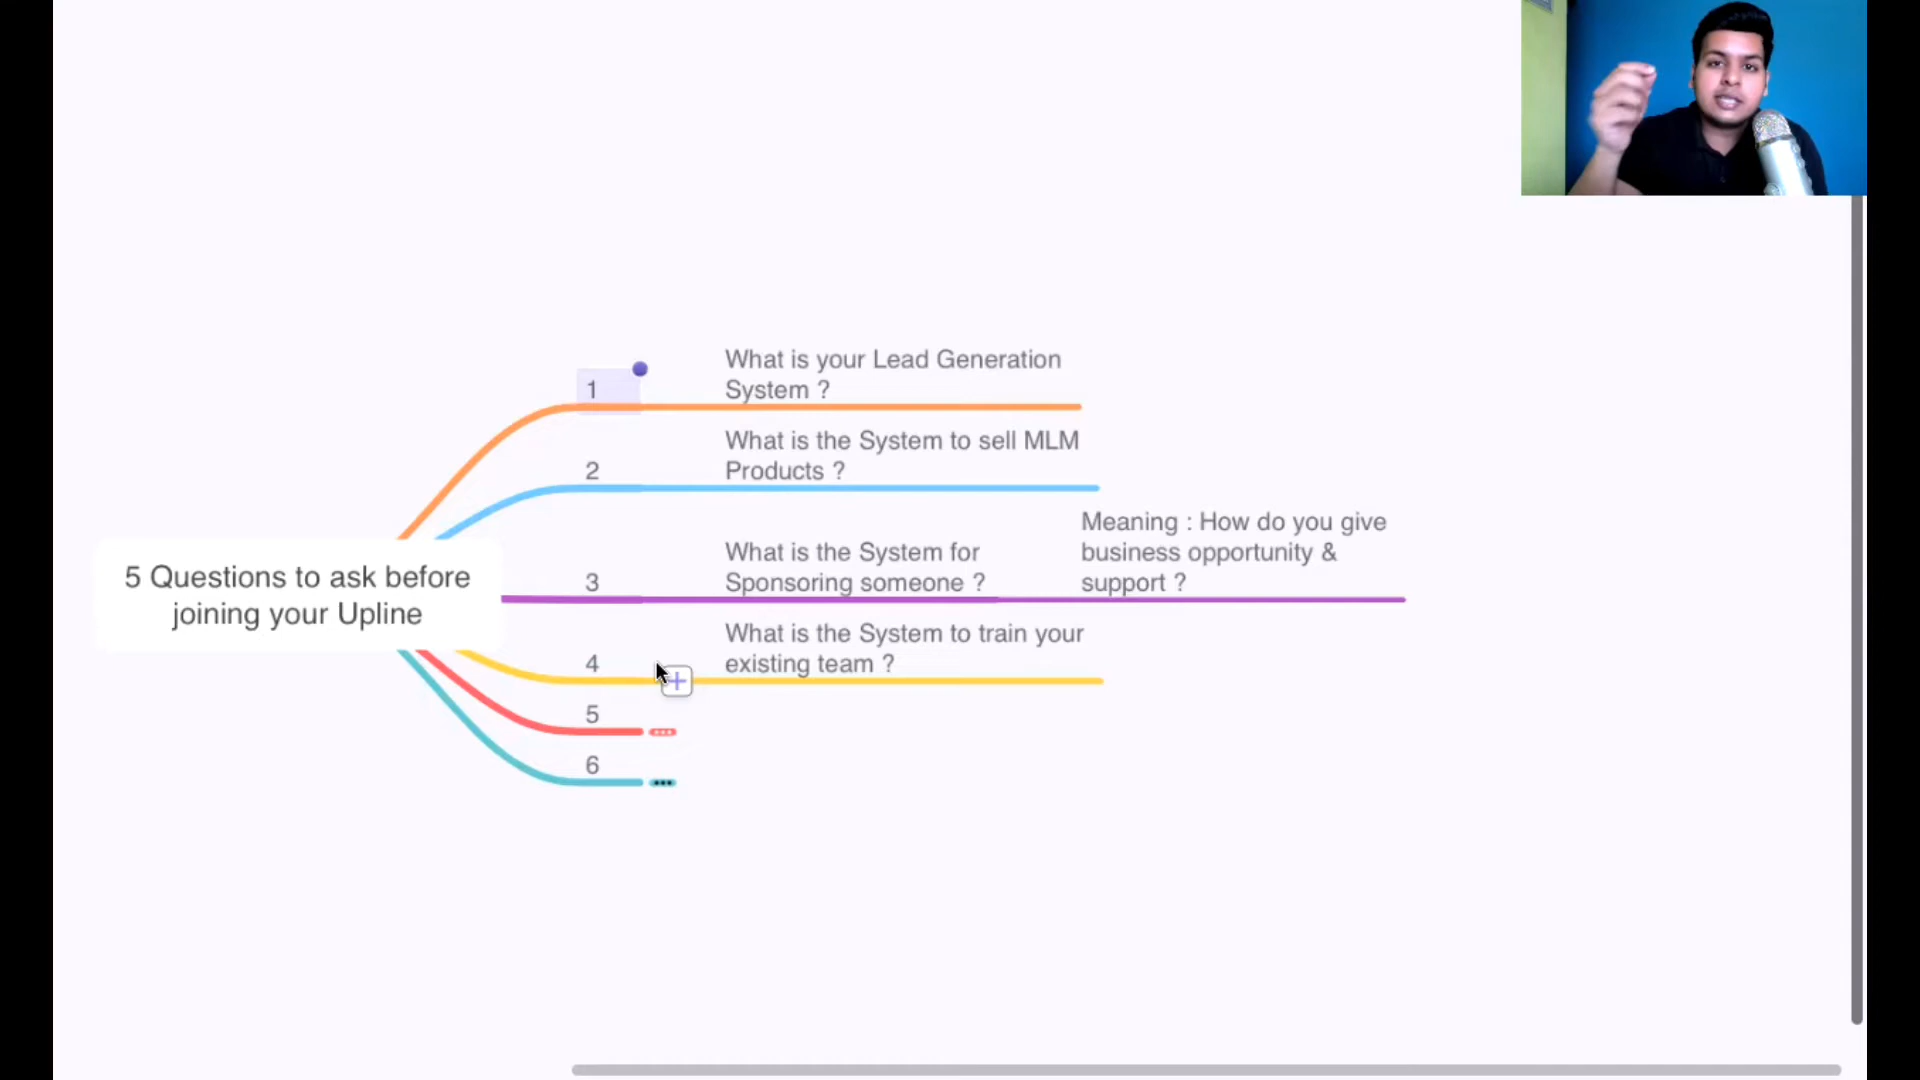 What is your Lead Generation
System ?
1
What is the System to sell MLM
Products ?
2
Meaning : How do you give
business opportunity &
support ?
What is the System for
Sponsoring someone ?
3
5 Questions to ask before
joining your Upline
What is the System to train your
existing team ?
4
5
6